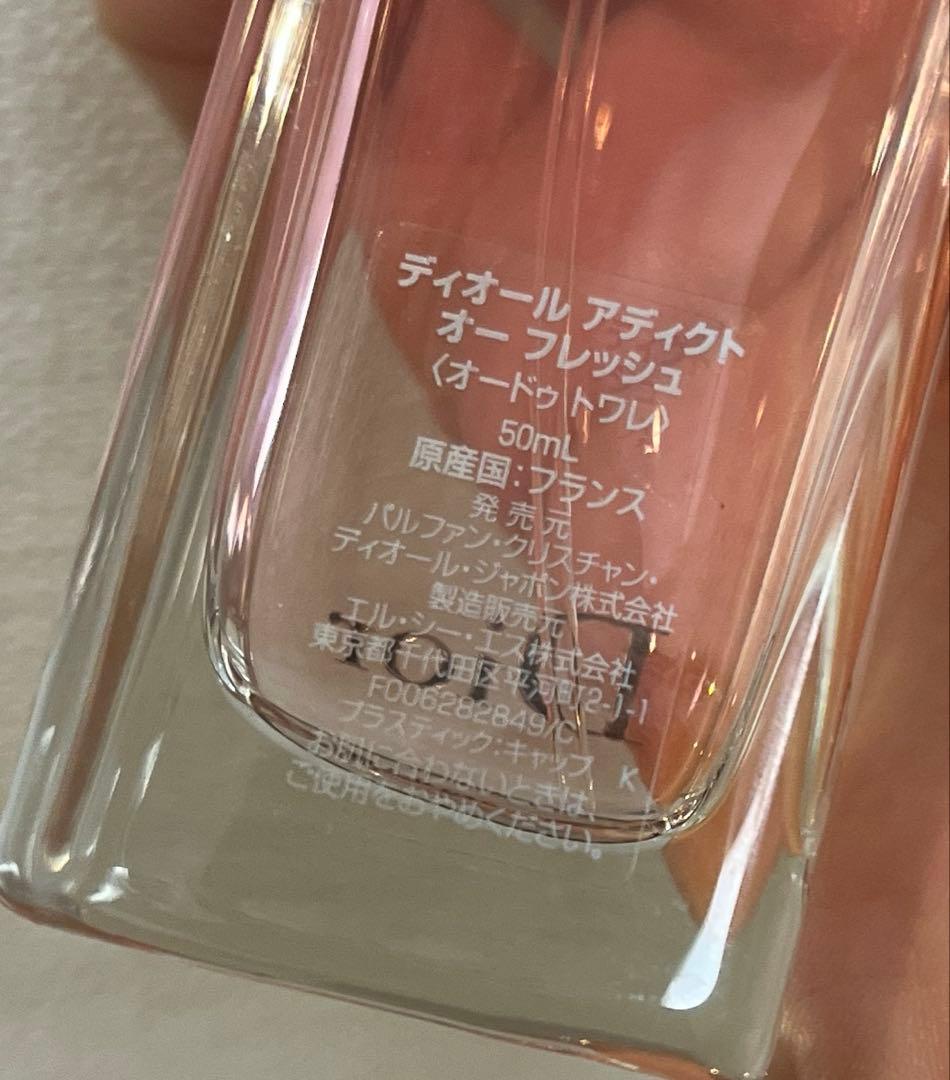 ディオール アディクト
オー フレッシュ
〈オードゥ トワレ〉
50mL
原産国:フランス
発売元
パルファン・クリスチャン・
ディオール・ジャポン株式会社
製造販売元
エル・シー・エス株式会社
東京都千代田区平河町2-1-1
F006282849/C
プラスティック:キャップ K
お肌に合わないときは、
ご使用をおやめください。
Dior